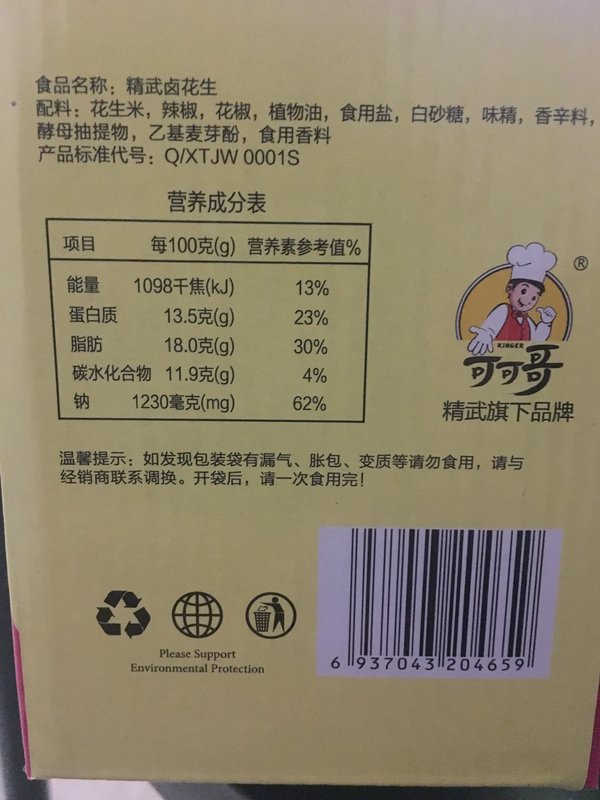 食品名称：精武卤花生
配料：花生米，辣椒，花椒，植物油，食用盐，白砂糖，味精，香辛料，
酵母抽提物，乙基麦芽酚，食用香料
产品标准代号：Q/XTJW 0001S
营养成分表
项目 每100克(g) 营养素参考值%
能量 1098千焦(kJ) 13%
蛋白质 13.5克(g) 23%
脂肪 18.0克(g) 30%
碳水化合物 11.9克(g) 4%
钠 1230毫克(mg) 62%
®
KINGER
可可哥
精武旗下品牌
温馨提示：如发现包装袋有漏气、胀包、变质等请勿食用，请与
经销商联系调换。开袋后，请一次食用完！
Please Support
Environmental Protection
6 937043 204659